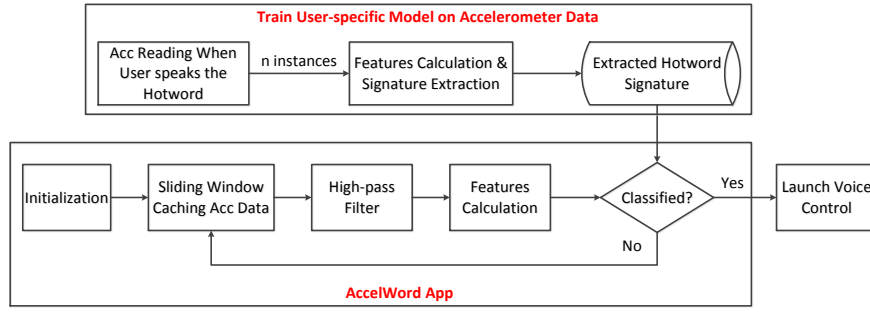 Train User-specific Model on Accelerometer Data
Acc Reading When
User speaks the
Hotword
n instances
Features Calculation &
Signature Extraction
Extracted Hotword
Signature
Initialization
Sliding Window
Caching Acc Data
High-pass
Filter
Features
Calculation
Classified?
Yes
No
Launch Voice
Control
AccelWord App